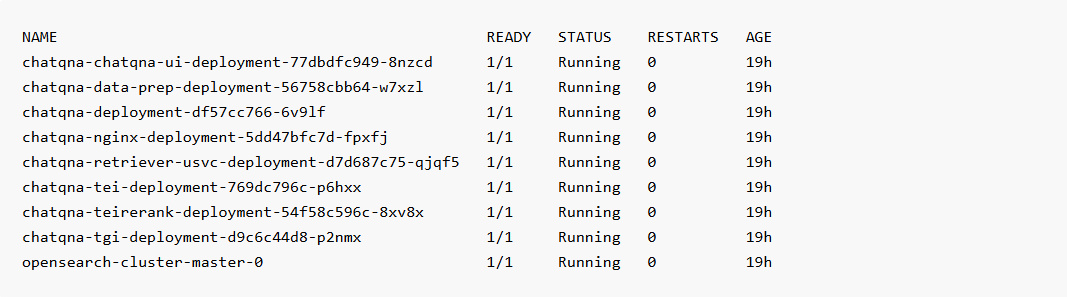 NAME READY STATUS RESTARTS AGE
chatqna-chatqna-ui-deployment-77dbdfc949-8nzcd 1/1 Running 0 19h
chatqna-data-prep-deployment-56758cbb64-w7xzl 1/1 Running 0 19h
chatqna-deployment-df57cc766-6v9lf 1/1 Running 0 19h
chatqna-nginx-deployment-5dd47bfc7d-fpxfj 1/1 Running 0 19h
chatqna-retriever-usvc-deployment-d7d687c75-qjqf5 1/1 Running 0 19h
chatqna-tei-deployment-769dc796c-p6hxx 1/1 Running 0 19h
chatqna-teirerank-deployment-54f58c596c-8xv8x 1/1 Running 0 19h
chatqna-tgi-deployment-d9c6c44d8-p2nmx 1/1 Running 0 19h
opensearch-cluster-master-0 1/1 Running 0 19h